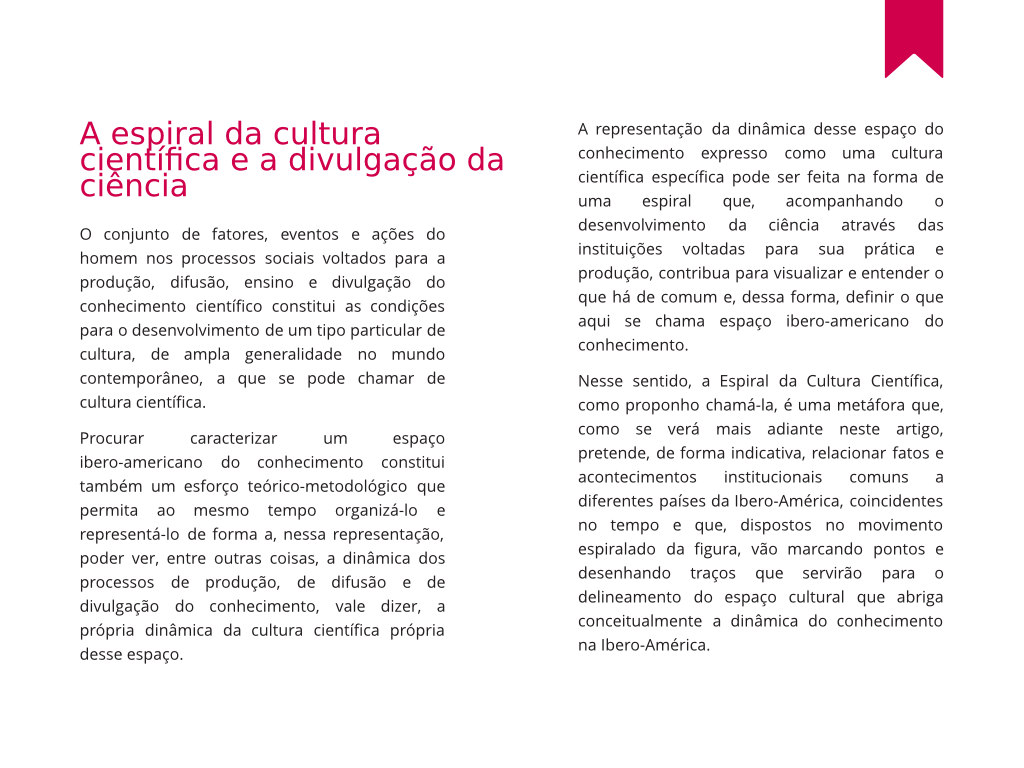 A espiral da cultura
científica e a divulgação da
ciência
O conjunto de fatores, eventos e ações do
homem nos processos sociais voltados para a
produção, difusão, ensino e divulgação do
conhecimento científico constitui as condições
para o desenvolvimento de um tipo particular de
cultura, de ampla generalidade no mundo
contemporâneo, a que se pode chamar de
cultura científica.
Procurar caracterizar um espaço
ibero-americano do conhecimento constitui
também um esforço teórico-metodológico que
permita ao mesmo tempo organizá-lo e
representá-lo de forma a, nessa representação,
poder ver, entre outras coisas, a dinâmica dos
processos de produção, de difusão e de
divulgação do conhecimento, vale dizer, a
própria dinâmica da cultura científica própria
desse espaço.
A representação da dinâmica desse espaço do
conhecimento expresso como uma cultura
científica específica pode ser feita na forma de
uma espiral que, acompanhando o
desenvolvimento da ciência através das
instituições voltadas para sua prática e
produção, contribua para visualizar e entender o
que há de comum e, dessa forma, definir o que
aqui se chama espaço ibero-americano do
conhecimento.
Nesse sentido, a Espiral da Cultura Científica,
como proponho chamá-la, é uma metáfora que,
como se verá mais adiante neste artigo,
pretende, de forma indicativa, relacionar fatos e
acontecimentos institucionais comuns a
diferentes países da Ibero-América, coincidentes
no tempo e que, dispostos no movimento
espiralado da figura, vão marcando pontos e
desenhando traços que servirão para o
delineamento do espaço cultural que abriga
conceitualmente a dinâmica do conhecimento
na Ibero-América.